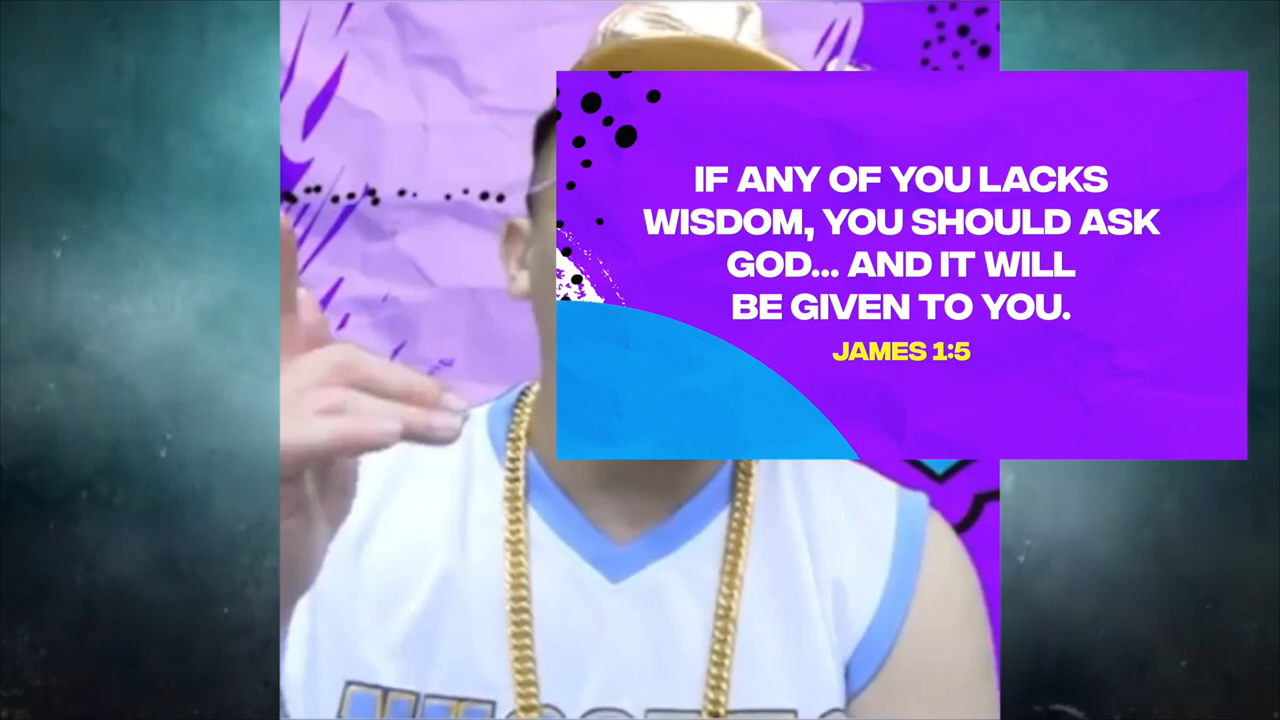 IF ANY OF YOU LACKS
WISDOM, YOU SHOULD ASK
GOD... AND IT WILL
BE GIVEN TO YOU.
JAMES 1:5